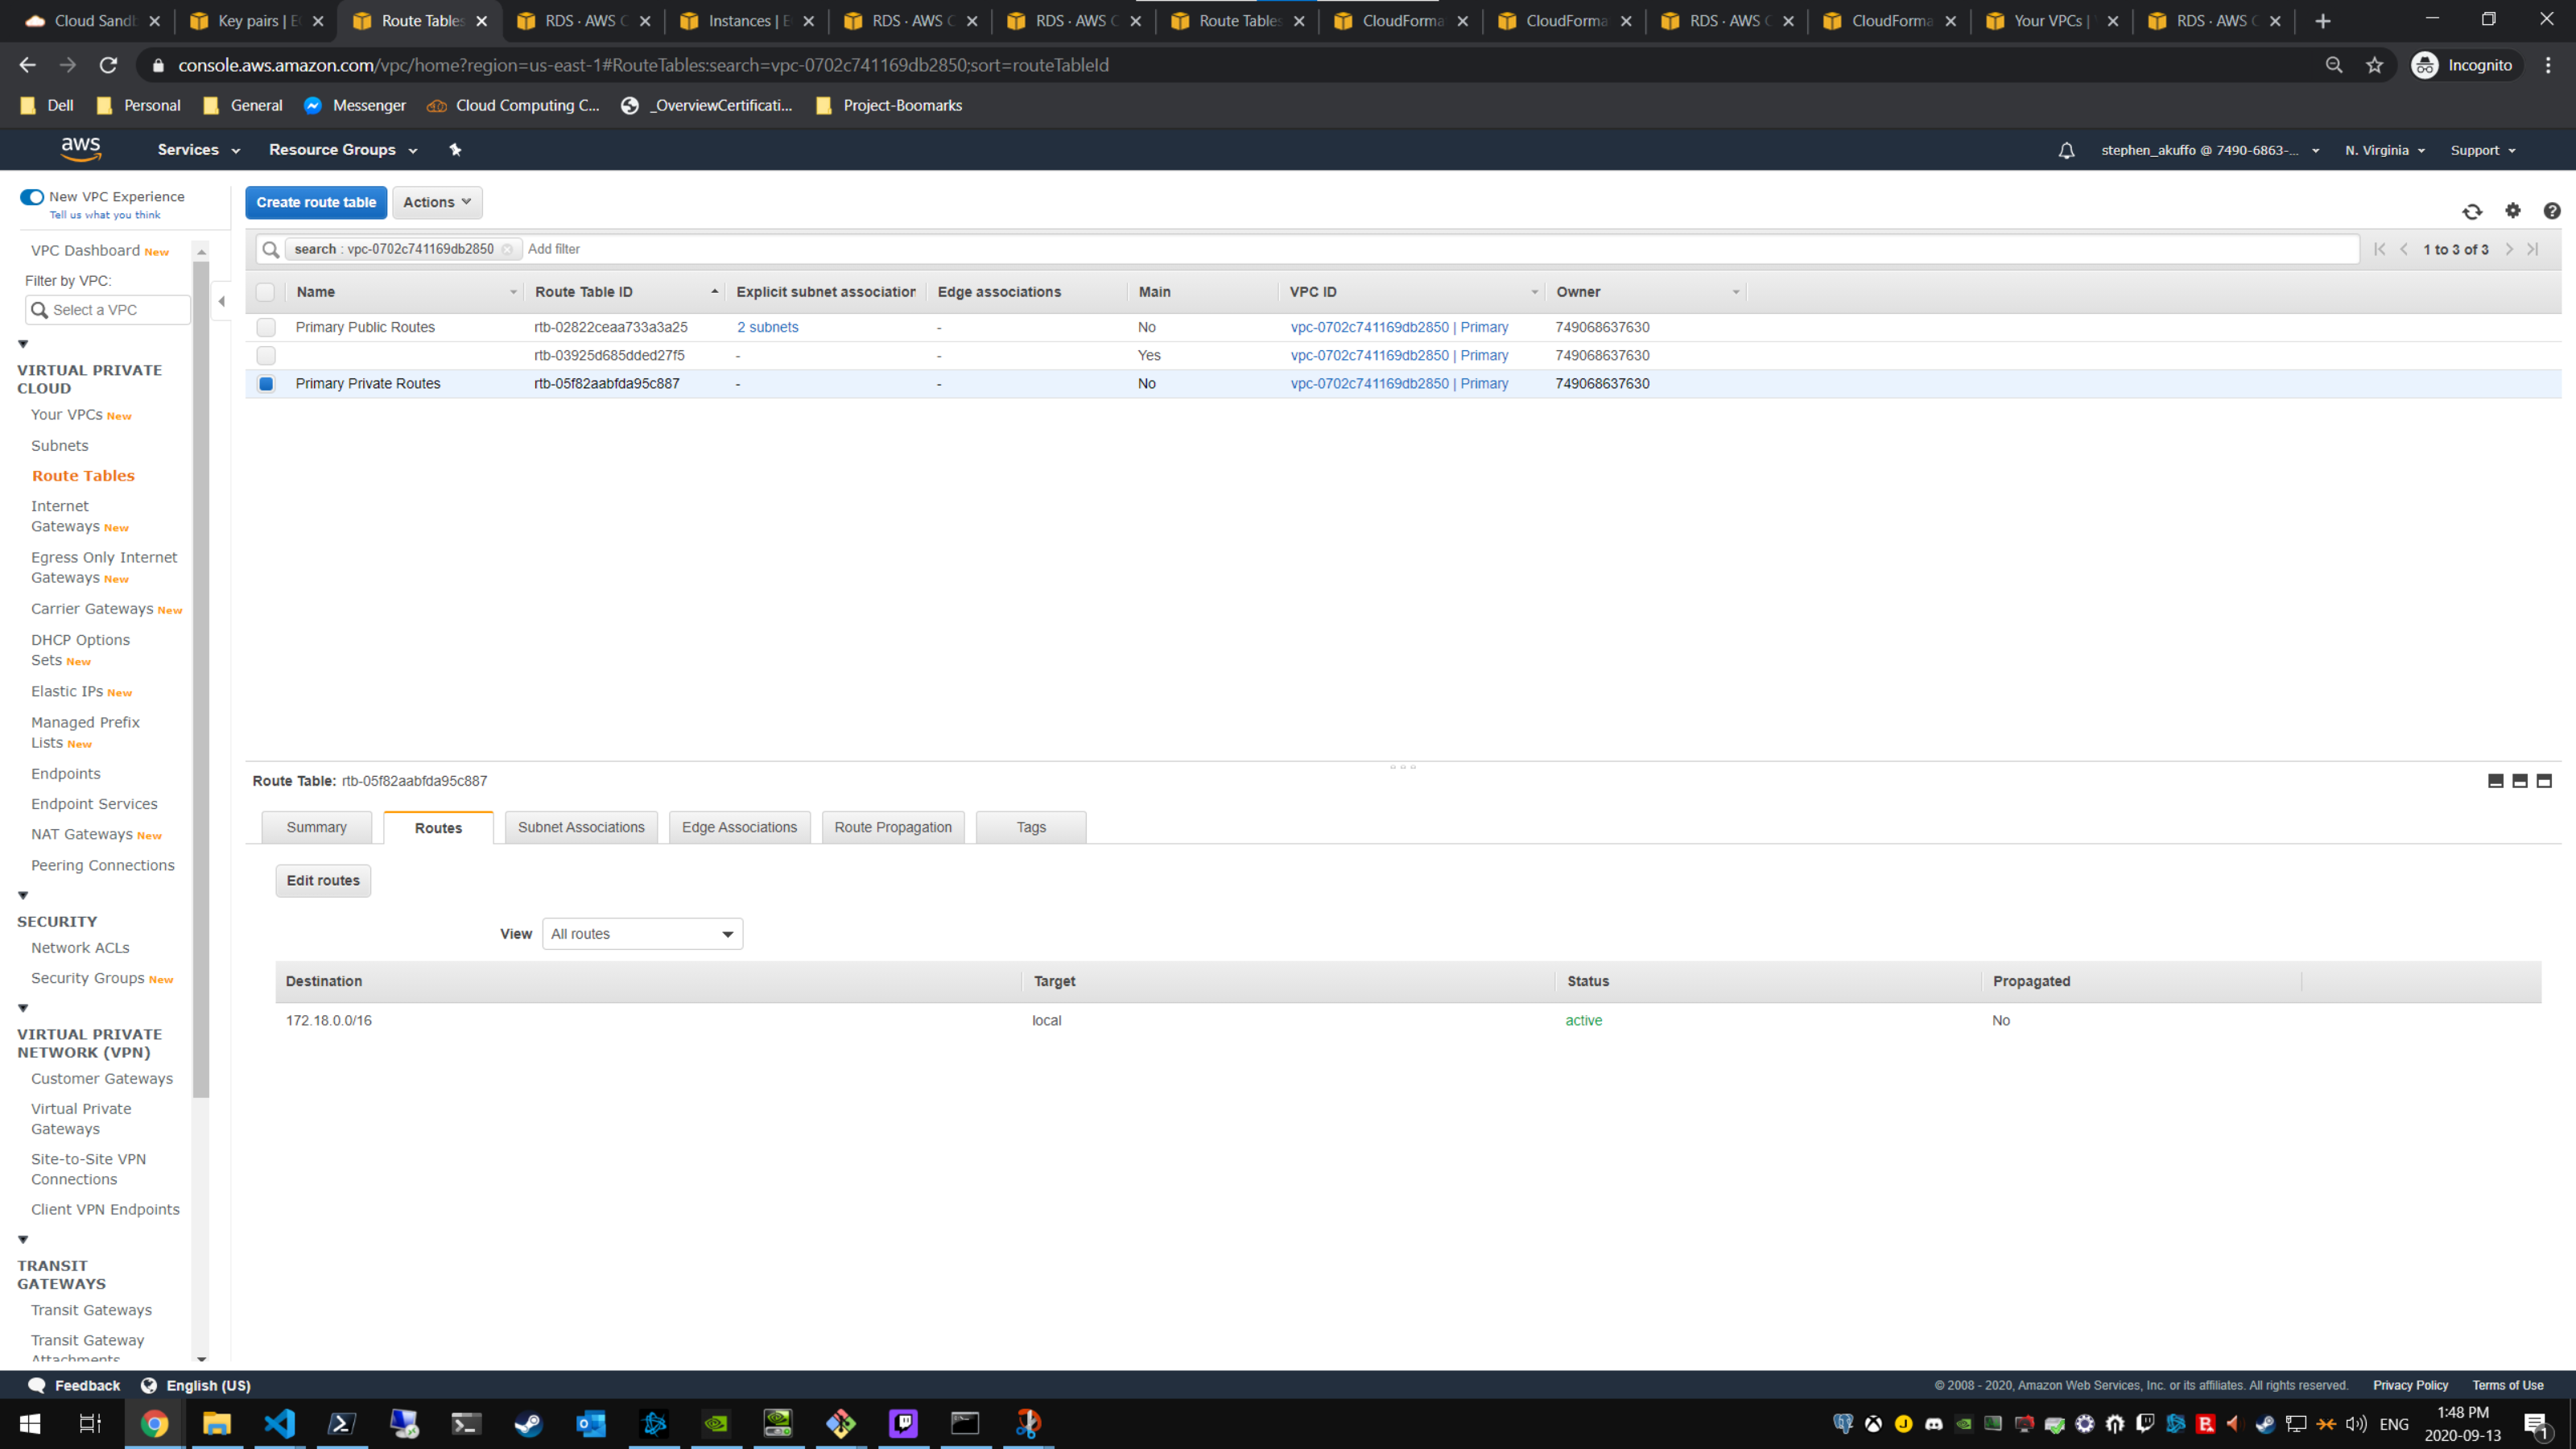 Cloud Sandb
Key pairs | E
Route Tables
RDS · AWS C
Instances | E
RDS · AWS C
RDS · AWS C
Route Tables
CloudForma
CloudForma
RDS · AWS C
CloudForma
Your VPCs |
RDS · AWS C
console.aws.amazon.com/vpc/home?region=us-east-1#RouteTables:search=vpc-0702c741169db2850;sort=routeTableId
Incognito
Dell Personal General Messenger Cloud Computing C... _OverviewCertificati... Project-Boomarks
aws Services Resource Groups stephen_akuffo @ 7490-6863-... N. Virginia Support
New VPC Experience
Tell us what you think
VPC Dashboard New
Filter by VPC:
Select a VPC
VIRTUAL PRIVATE
CLOUD
Your VPCs New
Subnets
Route Tables
Internet
Gateways New
Egress Only Internet
Gateways New
Carrier Gateways New
DHCP Options
Sets New
Elastic IPs New
Managed Prefix
Lists New
Endpoints
Endpoint Services
NAT Gateways New
Peering Connections
SECURITY
Network ACLs
Security Groups New
VIRTUAL PRIVATE
NETWORK (VPN)
Customer Gateways
Virtual Private
Gateways
Site-to-Site VPN
Connections
Client VPN Endpoints
TRANSIT
GATEWAYS
Transit Gateways
Transit Gateway
Attachments
Create route table Actions
search : vpc-0702c741169db2850 Add filter 1 to 3 of 3
Name Route Table ID Explicit subnet association Edge associations Main VPC ID Owner
Primary Public Routes rtb-02822ceaa733a3a25 2 subnets - No vpc-0702c741169db2850 | Primary 749068637630
rtb-03925d685dded27f5 - - Yes vpc-0702c741169db2850 | Primary 749068637630
Primary Private Routes rtb-05f82aabfda95c887 - - No vpc-0702c741169db2850 | Primary 749068637630
Route Table: rtb-05f82aabfda95c887
Summary Routes Subnet Associations Edge Associations Route Propagation Tags
Edit routes
View All routes
Destination Target Status Propagated
172.18.0.0/16 local active No
Feedback English (US) © 2008 - 2020, Amazon Web Services, Inc. or its affiliates. All rights reserved. Privacy Policy Terms of Use
ENG
1:48 PM
2020-09-13
1